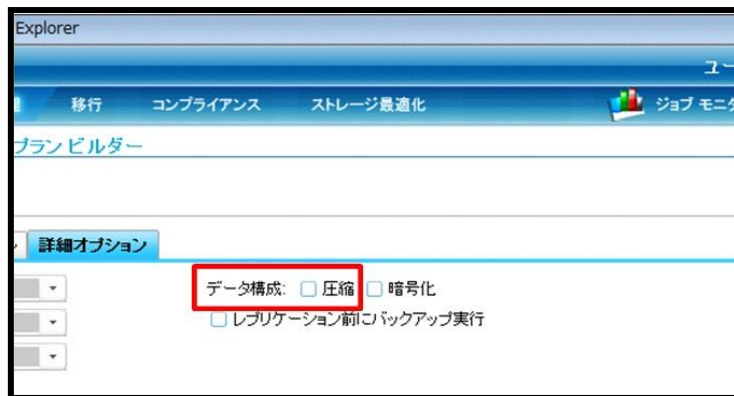 Explorer
移行 コンプライアンス ストレージ最適化 ジョブ モニタ
プラン ビルダー
詳細オプション
データ構成: 圧縮 暗号化
レプリケーション前にバックアップ実行